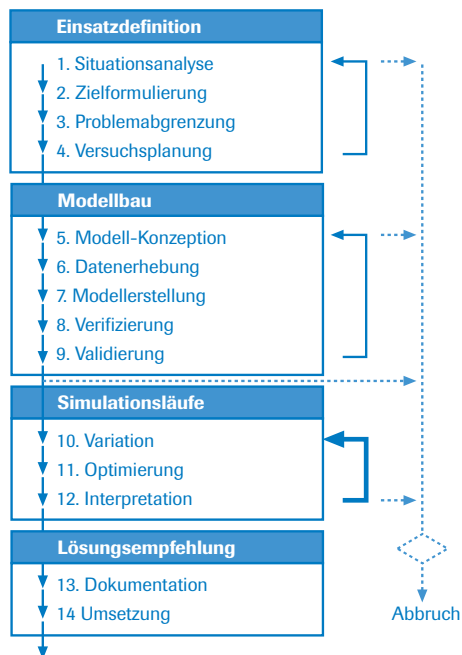 Einsatzdefinition
1. Situationsanalyse
2. Zielformulierung
3. Problemabgrenzung
4. Versuchsplanung
Modellbau
5. Modell-Konzeption
6. Datenerhebung
7. Modellerstellung
8. Verifizierung
9. Validierung
Simulationsläufe
10. Variation
11. Optimierung
12. Interpretation
Lösungsempfehlung
13. Dokumentation
14 Umsetzung
Abbruch